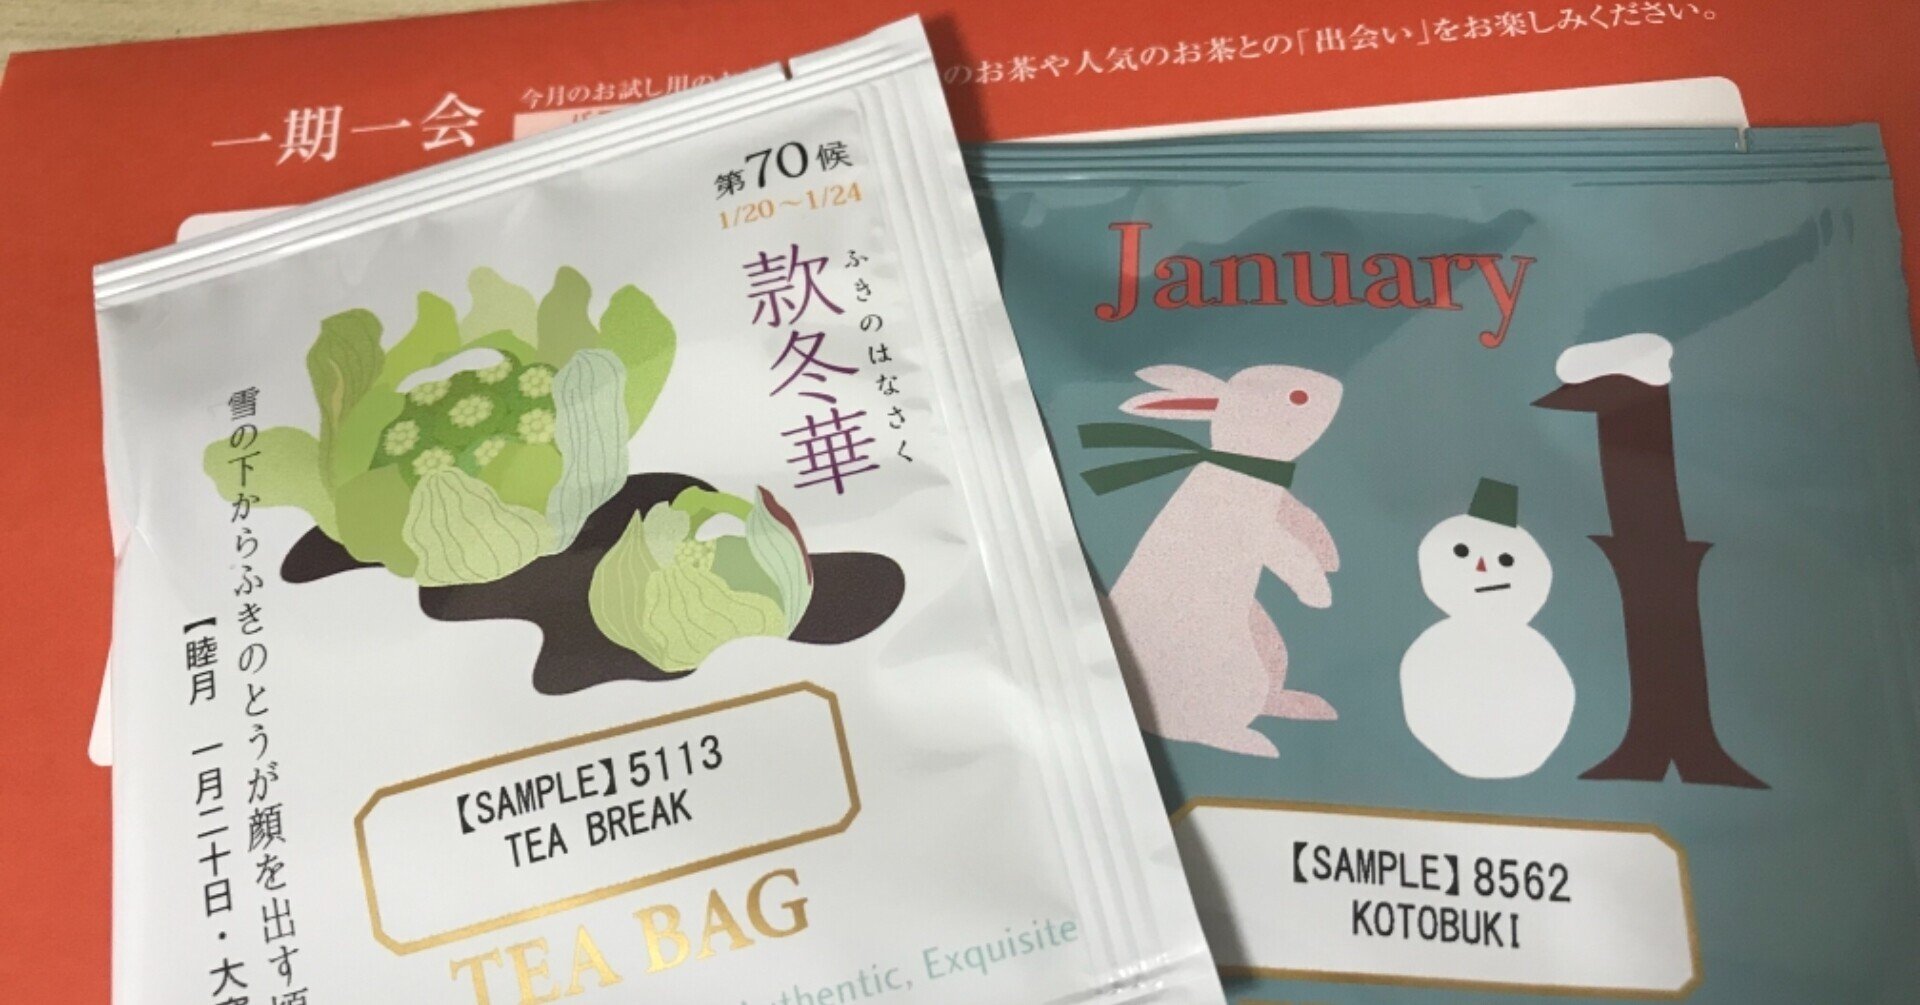 一期一会
今月のお試し用の
のお茶や人気のお茶との「出会い」をお楽しみください。
第70候
1/20～1/24
款冬華
ふきのはなさく
雪の下からふきのとうが顔を出す頃
【睦月 一月二十日・大
【SAMPLE】5113
TEA BREAK
TEA BAG
Authentic, Exquisite
January
1
【SAMPLE】8562
KOTOBUKI